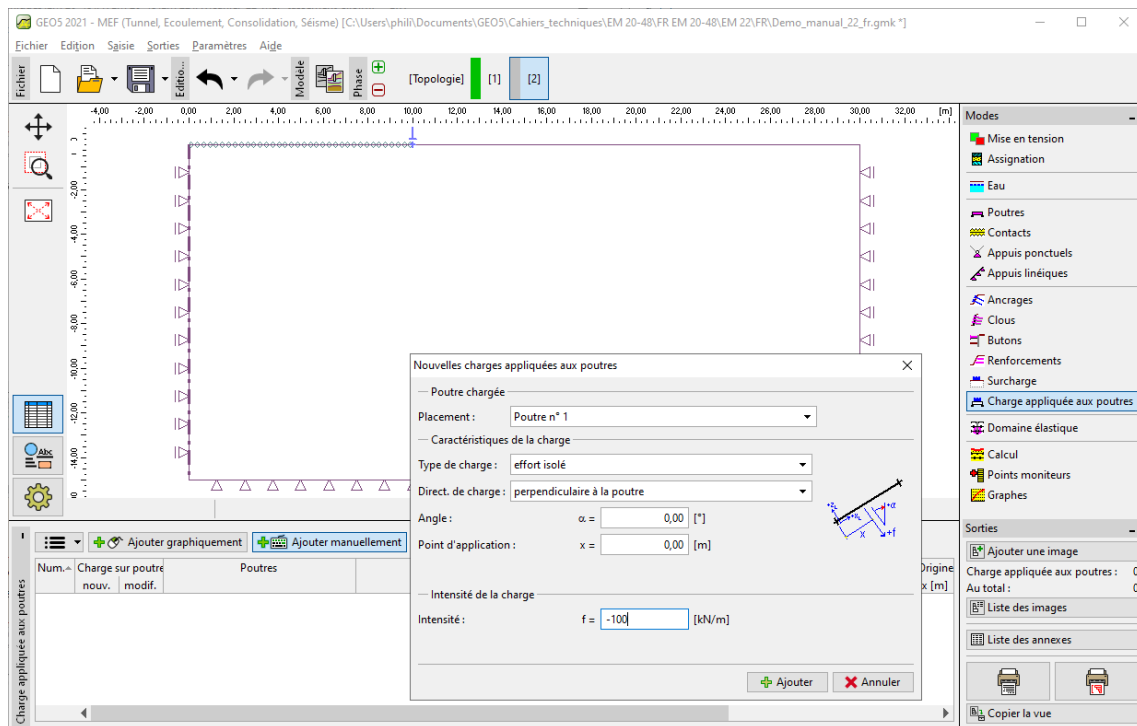 GEO5 2021 - MEF (Tunnel, Ecoulement, Consolidation, Séisme) [C:\Users\phili\Documents\GEO5\Cahiers_techniques\EM 20-48\FR EM 20-48\EM 22\FR\Demo_manual_22_fr.gmk *]
Fichier Edition Saisie Sorties Paramètres Aide
Fichier Editio... Modèle Phase [Topologie] [1] [2]
-4,00 -2,00 0,00 2,00 4,00 6,00 8,00 10,00 12,00 14,00 16,00 18,00 20,00 22,00 24,00 26,00 28,00 30,00 32,00 [m]
-2,00
-4,00
-6,00
-8,00
-10,00
-12,00
-14,00
Abc
Modes
Mise en tension
Assignation
Eau
Poutres
Contacts
Appuis ponctuels
Appuis linéiques
Ancrages
Clous
Butons
Renforcements
Surcharge
Charge appliquée aux poutres
Domaine élastique
Calcul
Points moniteurs
Graphes
Nouvelles charges appliquées aux poutres
Poutre chargée
Placement : Poutre n° 1
Caractéristiques de la charge
Type de charge : effort isolé
Direct. de charge : perpendiculaire à la poutre
Angle : α = 0,00 [°]
Point d'application : x = 0,00 [m]
Intensité de la charge
Intensité : f = -100 [kN/m]
Ajouter Annuler
+z +x +α x +f
Charge appliquée aux poutres
Ajouter graphiquement Ajouter manuellement
Num. Charge sur poutre Poutres Origine
nouv. modif. x [m]
Sorties
Ajouter une image
Charge appliquée aux poutres : 0
Au total : 0
Liste des images
Liste des annexes
Copier la vue